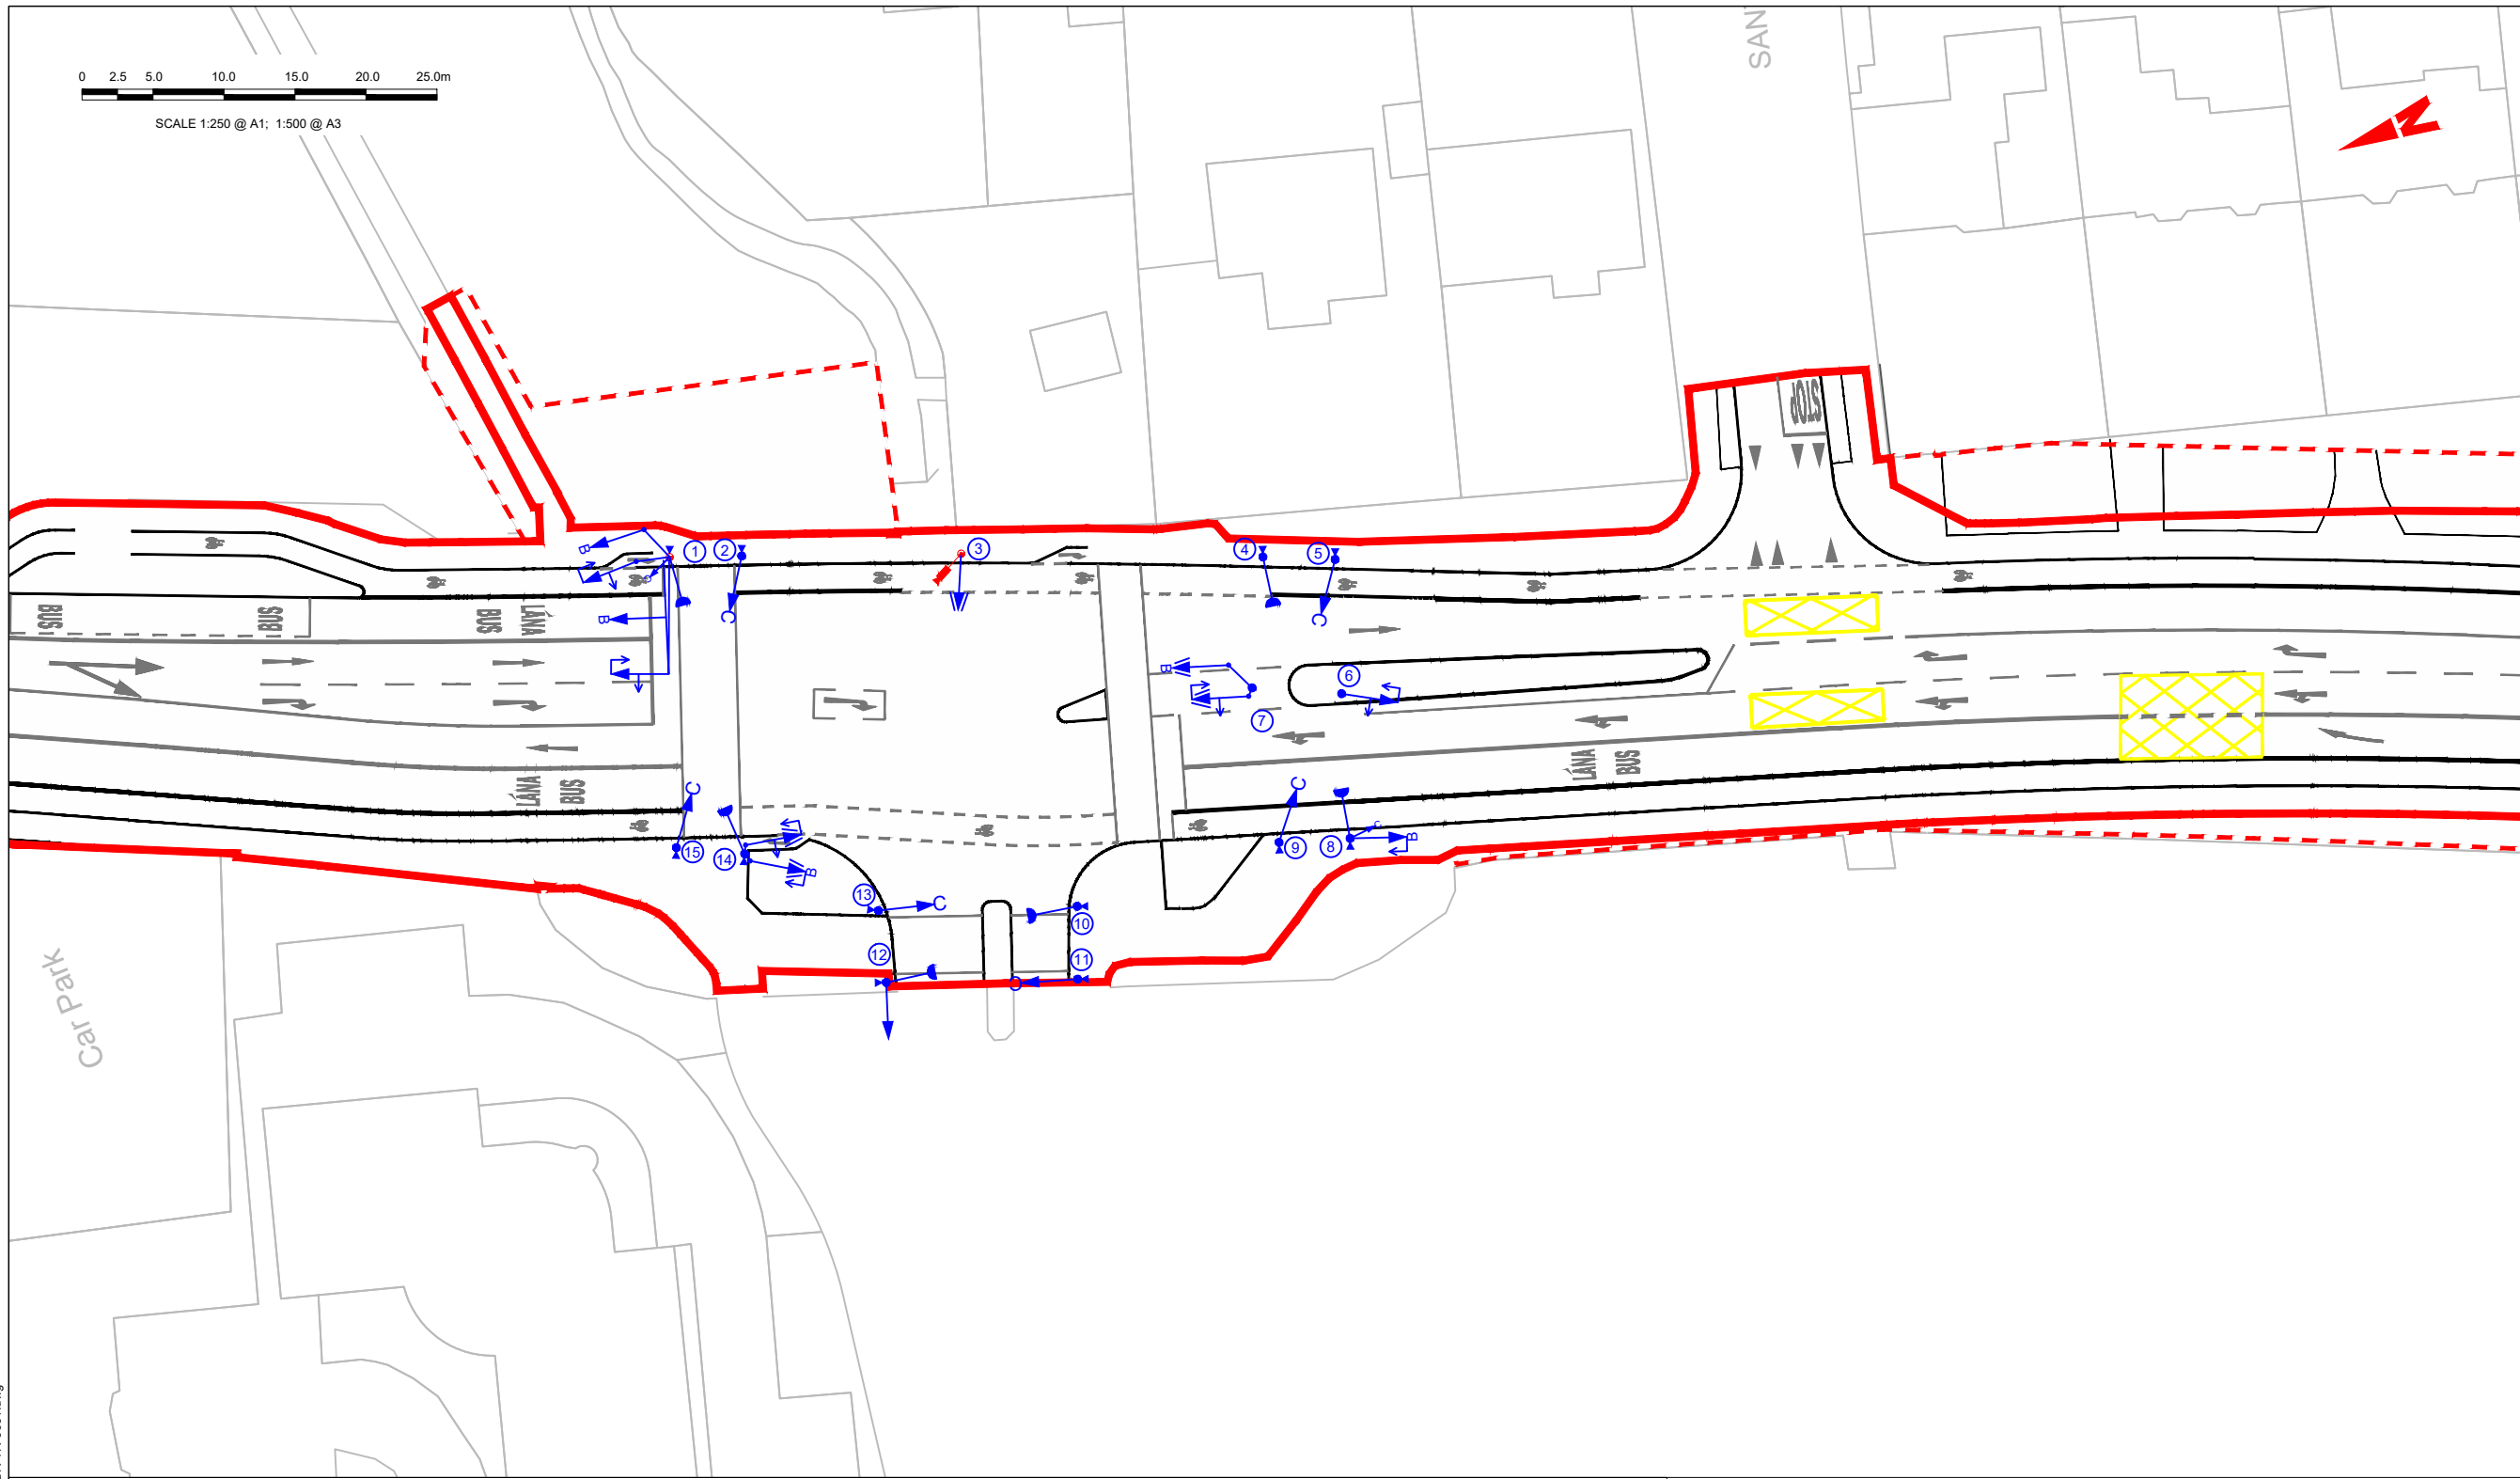 SAN
0 2.5 5.0 10.0 15.0 20.0 25.0m
SCALE 1:250 @ A1; 1:500 @ A3
N
STOP
1 2 3 4 5
B
C
C
BUS BUS BUS LÁNA
B
B
6
7
LÁNA BUS
LÁNA BUS
C
C
C
15 14 9 8
B
B
13 C
10
12 11
C
Car Park